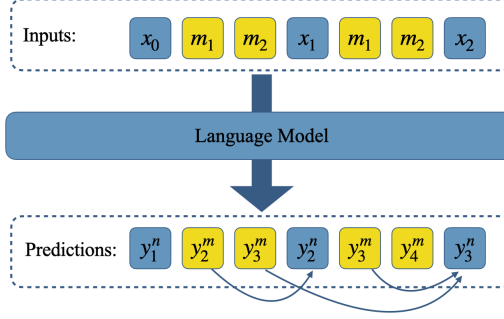 Inputs: x₀ m₁ m₂ x₁ m₁ m₂ x₂
Language Model
Predictions: y₁ⁿ y₂ᵐ y₃ᵐ y₂ⁿ y₃ᵐ y₄ᵐ y₃ⁿ